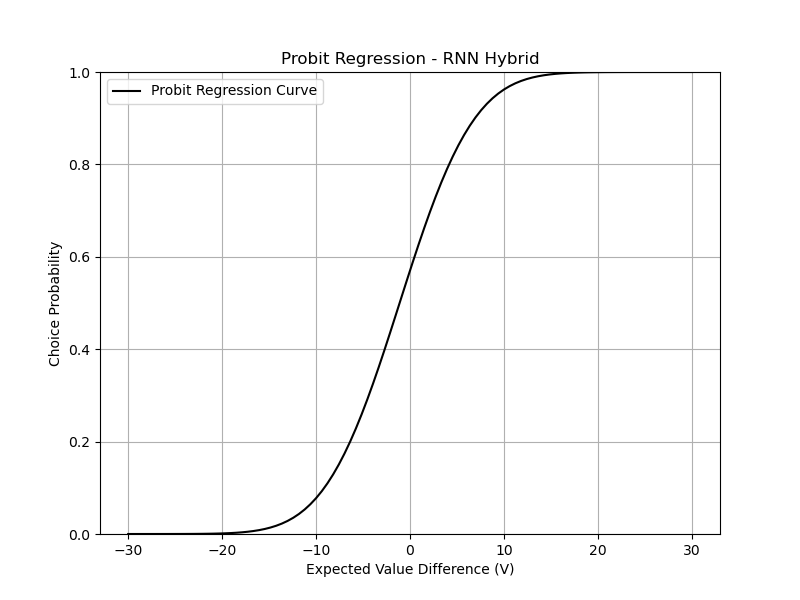 Probit Regression - RNN Hybrid
Probit Regression Curve
1.0
0.8
0.6
0.4
0.2
0.0
Choice Probability
−30 −20 −10 0 10 20 30
Expected Value Difference (V)